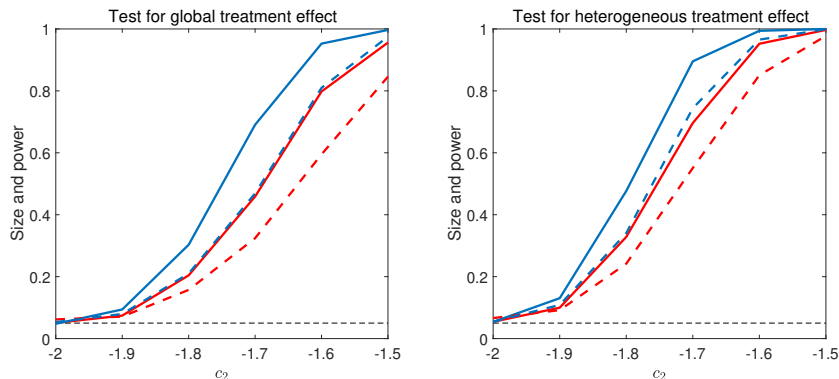 Test for global treatment effect
Size and power
1
0.8
0.6
0.4
0.2
0
-2 -1.9 -1.8 -1.7 -1.6 -1.5
c₂
Test for heterogeneous treatment effect
Size and power
1
0.8
0.6
0.4
0.2
0
-2 -1.9 -1.8 -1.7 -1.6 -1.5
c₂